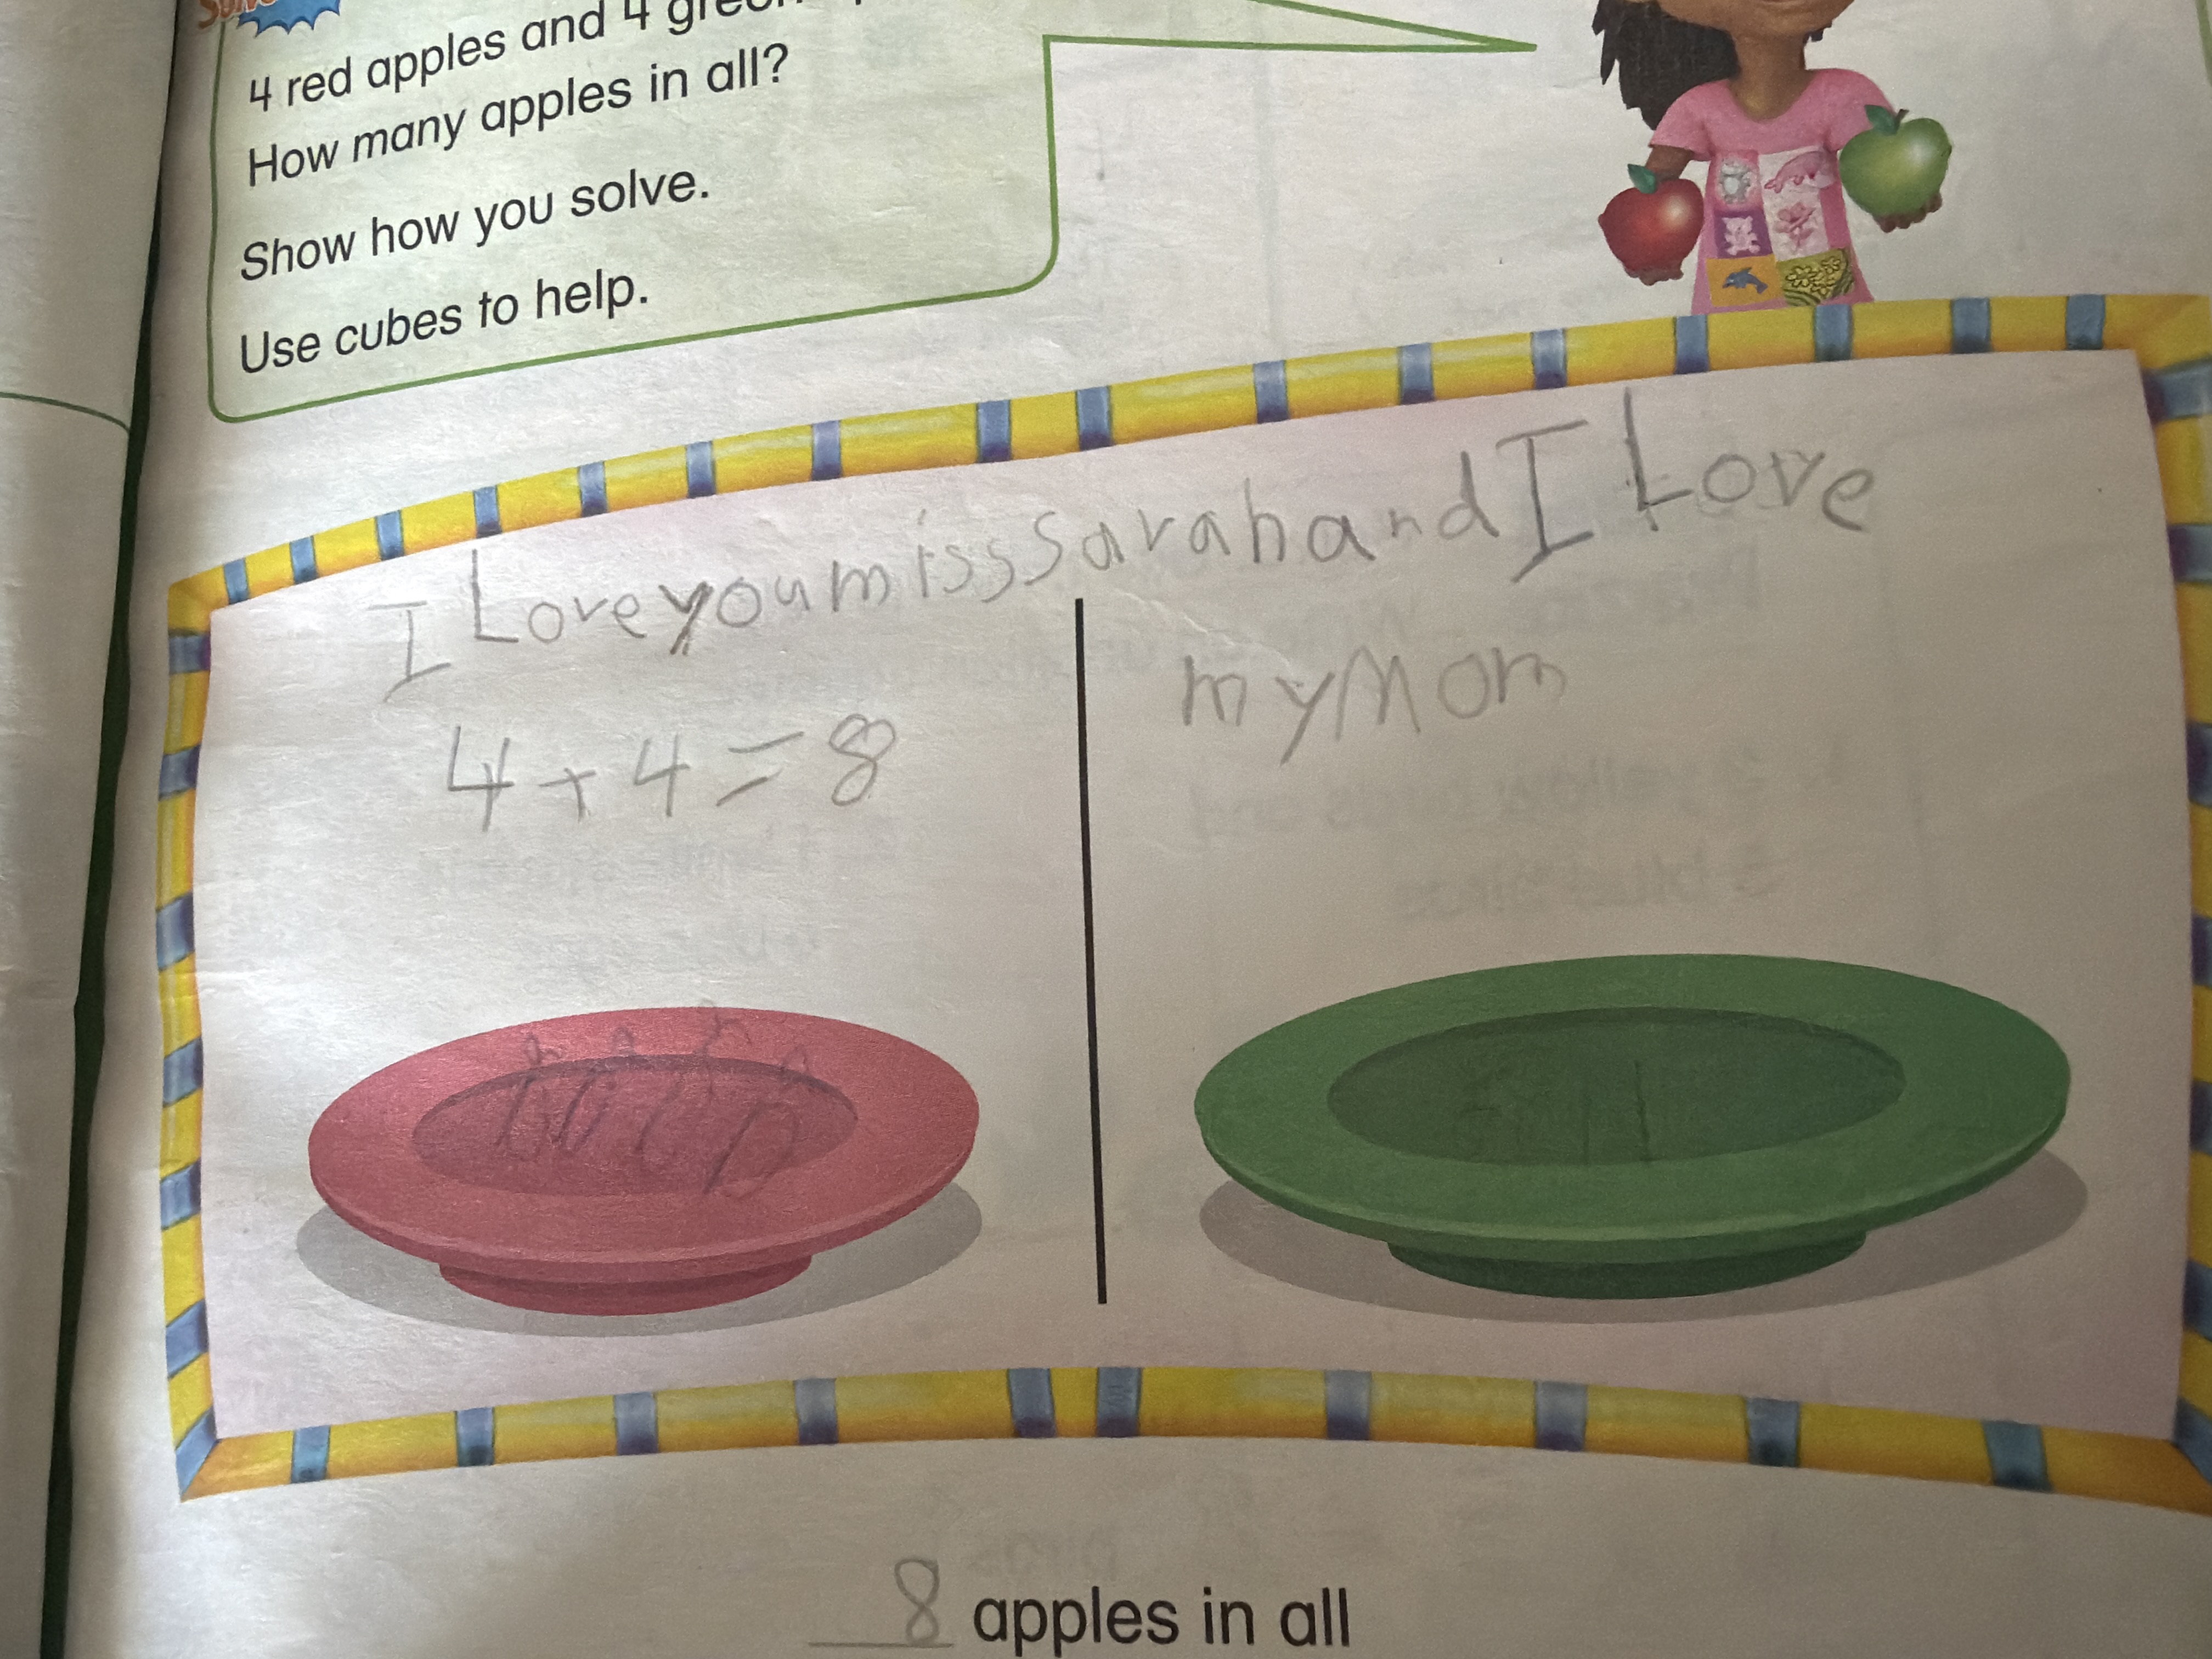 4 red apples and 4
How many apples in all?
Show how you solve.
Use cubes to help.
I Love you miss Sarah and I Love
my Mom
4 + 4 = 8
8 apples in all